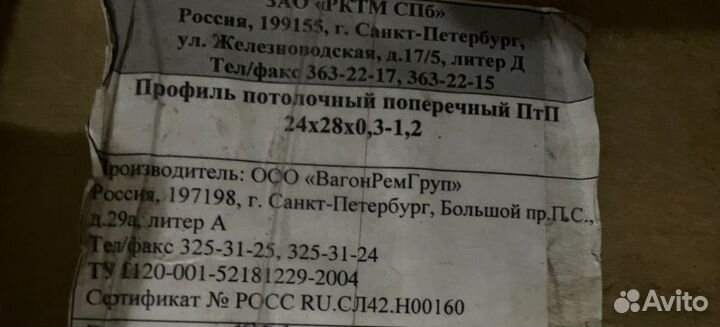 ЗАО «РКТМ СПб»
Россия, 199155, г. Санкт-Петербург,
ул. Железноводская, д.17/5, литер Д
Тел/факс 363-22-17, 363-22-15
Профиль потолочный поперечный ПтП
24х28х0,3-1,2
Производитель: ООО «ВагонРемГруп»
Россия, 197198, г. Санкт-Петербург, Большой пр.П.С.,
д.29а, литер А
Тел/факс 325-31-25, 325-31-24
ТУ 1120-001-52181229-2004
Сертификат № РОСС RU.СЛ42.Н00160
Avito